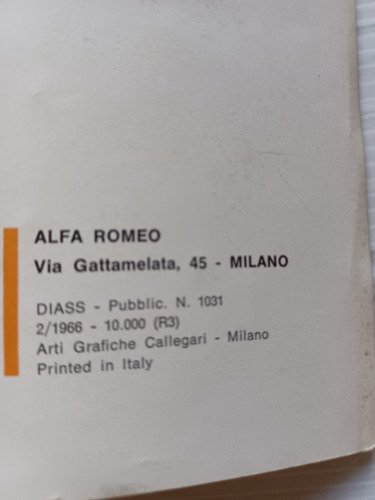 ALFA ROMEO
Via Gattamelata, 45 - MILANO
DIASS - Pubblic. N. 1031
2/1966 - 10.000 (R3)
Arti Grafiche Callegari - Milano
Printed in Italy